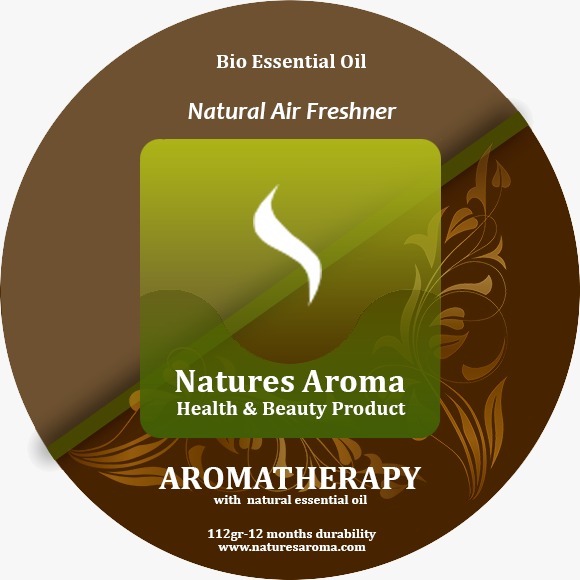 Bio Essential Oil
Natural Air Freshner
Natures Aroma
Health & Beauty Product
AROMATHERAPY
with natural essential oil
112gr-12 months durability
www.naturesaroma.com